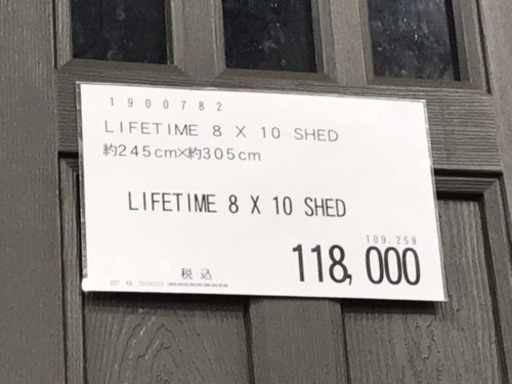 1900782
LIFETIME 8 X 10 SHED
約245cm×約305cm
LIFETIME 8 X 10 SHED
109,259
118,000
税込